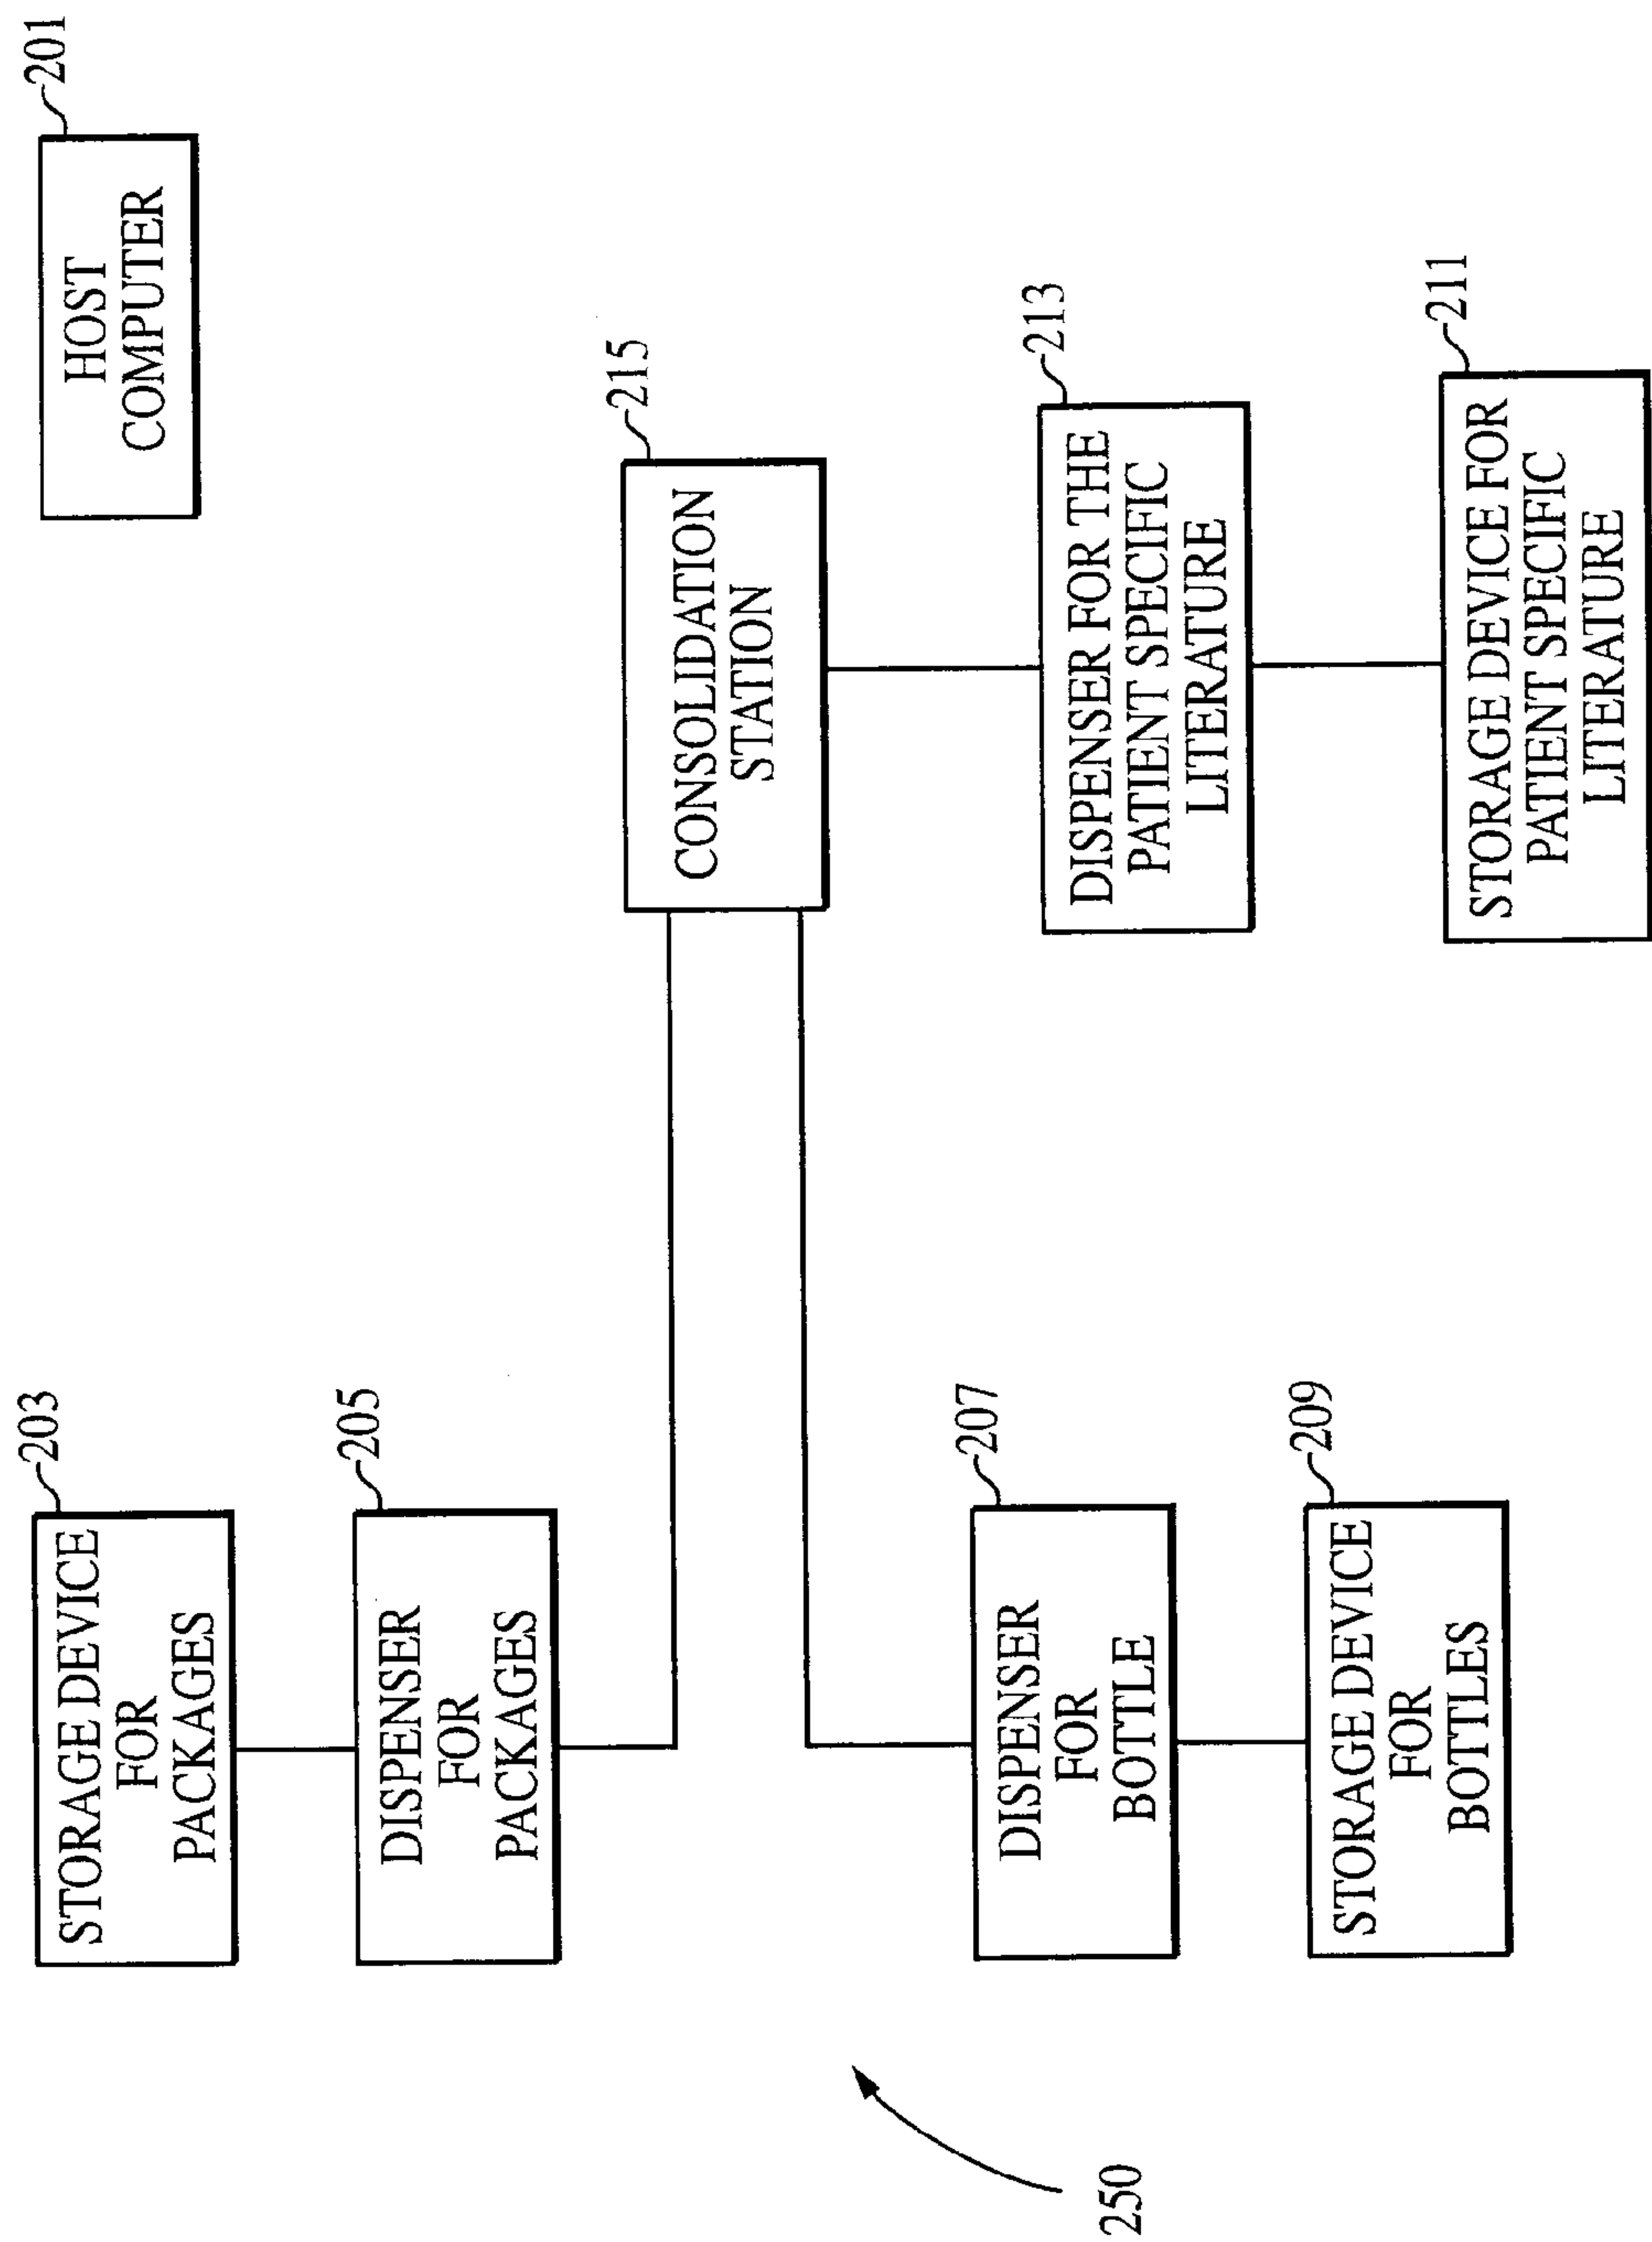 203
201
STORAGE DEVICE
FOR
PACKAGES
HOST
COMPUTER
205
DISPENSER
FOR
PACKAGES
215
CONSOLIDATION
STATION
207
DISPENSER
FOR
BOTTLE
213
DISPENSER FOR THE
PATIENT SPECIFIC
LITERATURE
250
209
STORAGE DEVICE
FOR
BOTTLES
211
STORAGE DEVICE FOR
PATIENT SPECIFIC
LITERATURE